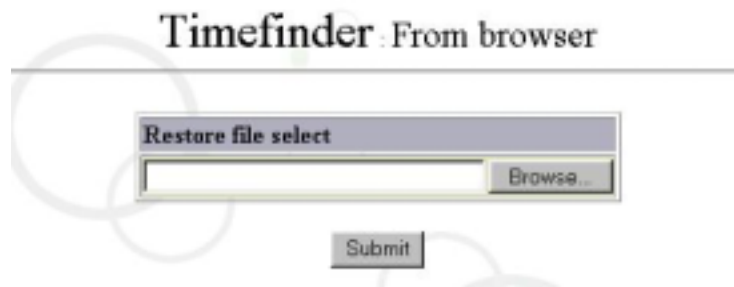 Timefinder : From browser
Restore file select
Browse...
Submit